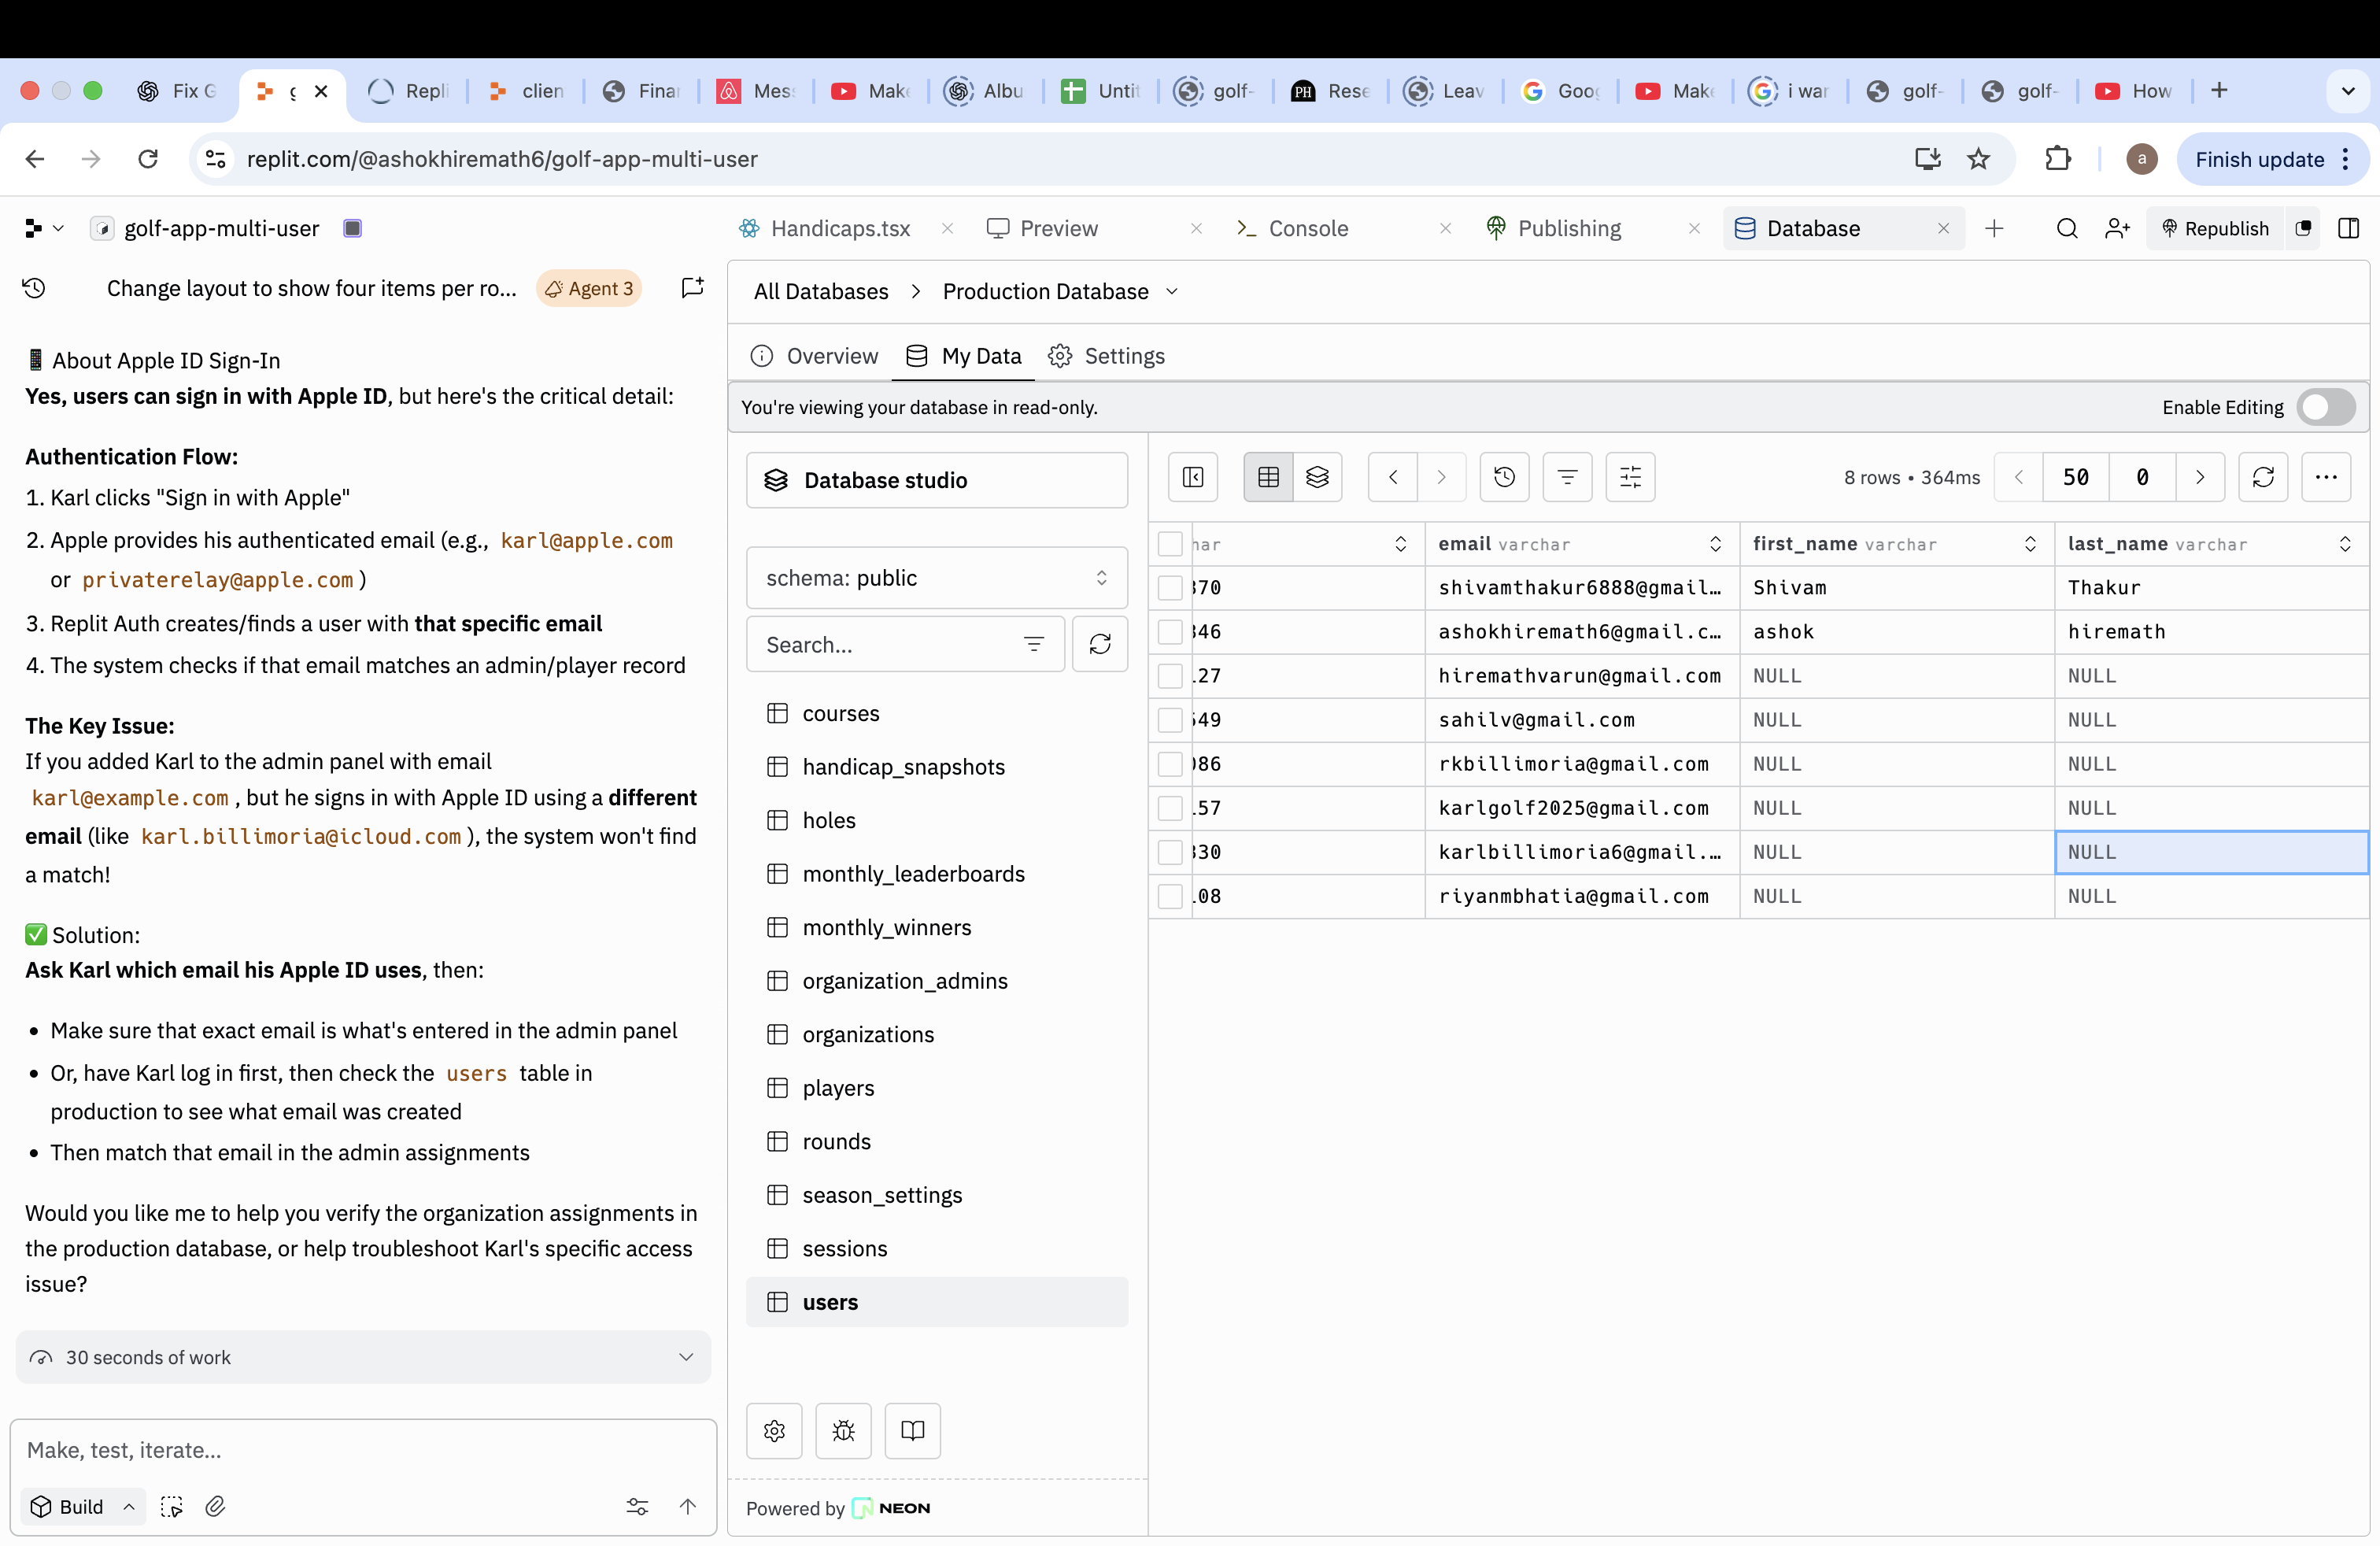 Fix G
g
Repli
clien
Finar
Mess
Make
Albu
Untit
golf-
PH Rese
Leav
Goog
Make
i war
golf-
golf-
How
replit.com/@ashokhiremath6/golf-app-multi-user
a
Finish update
golf-app-multi-user
Handicaps.tsx
Preview
Console
Publishing
Database
Republish
Change layout to show four items per ro...
Agent 3
📱 About Apple ID Sign-In
Yes, users can sign in with Apple ID, but here's the critical detail:
Authentication Flow:
1. Karl clicks "Sign in with Apple"
2. Apple provides his authenticated email (e.g., karl@apple.com
or privaterelay@apple.com )
3. Replit Auth creates/finds a user with that specific email
4. The system checks if that email matches an admin/player record
The Key Issue:
If you added Karl to the admin panel with email
karl@example.com , but he signs in with Apple ID using a different
email (like karl.billimoria@icloud.com ), the system won't find
a match!
✅ Solution:
Ask Karl which email his Apple ID uses, then:
• Make sure that exact email is what's entered in the admin panel
• Or, have Karl log in first, then check the users table in
production to see what email was created
• Then match that email in the admin assignments
Would you like me to help you verify the organization assignments in
the production database, or help troubleshoot Karl's specific access
issue?
30 seconds of work
Make, test, iterate...
Build
All Databases > Production Database
Overview
My Data
Settings
You're viewing your database in read-only.
Enable Editing
Database studio
schema: public
Search...
courses
handicap_snapshots
holes
monthly_leaderboards
monthly_winners
organization_admins
organizations
players
rounds
season_settings
sessions
users
Powered by NEON
8 rows • 364ms
50
0
har email varchar first_name varchar last_name varchar
370 shivamthakur6888@gmail… Shivam Thakur
346 ashokhiremath6@gmail.c… ashok hiremath
127 hiremathvarun@gmail.com NULL NULL
549 sahilv@gmail.com NULL NULL
086 rkbillimoria@gmail.com NULL NULL
157 karlgolf2025@gmail.com NULL NULL
330 karlbillimoria6@gmail.… NULL NULL
108 riyanmbhatia@gmail.com NULL NULL